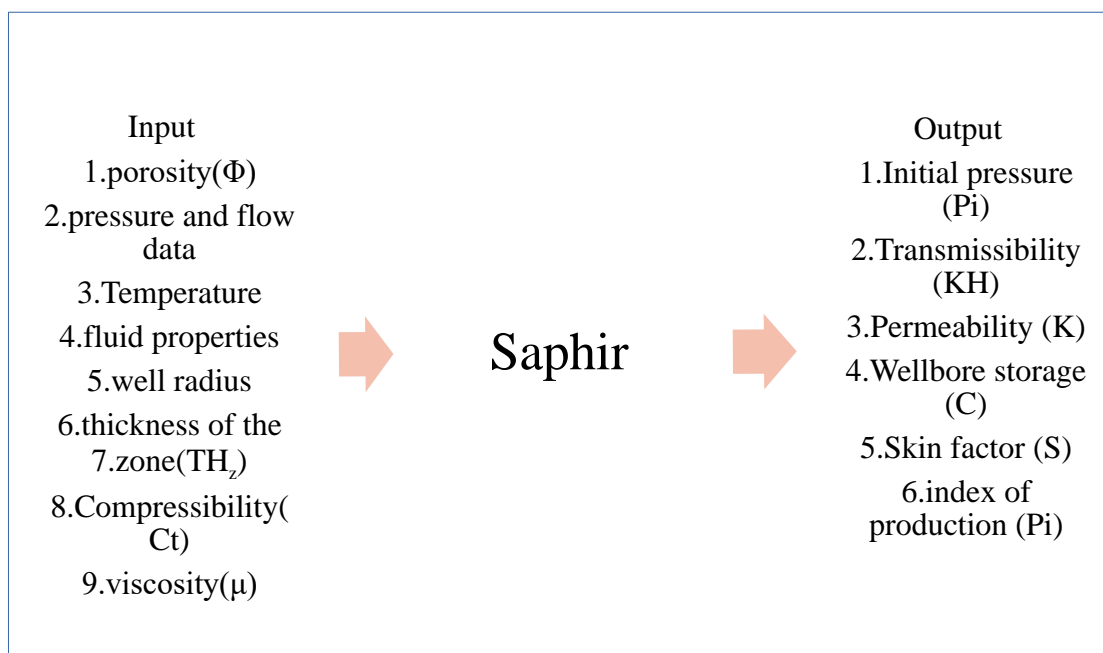 Input
1.porosity(Φ)
2.pressure and flow
data
3.Temperature
4.fluid properties
5.well radius
6.thickness of the
7.zone(THz)
8.Compressibility(
Ct)
9.viscosity(μ)
Saphir
Output
1.Initial pressure
(Pi)
2.Transmissibility
(KH)
3.Permeability (K)
4.Wellbore storage
(C)
5.Skin factor (S)
6.index of
production (Pi)